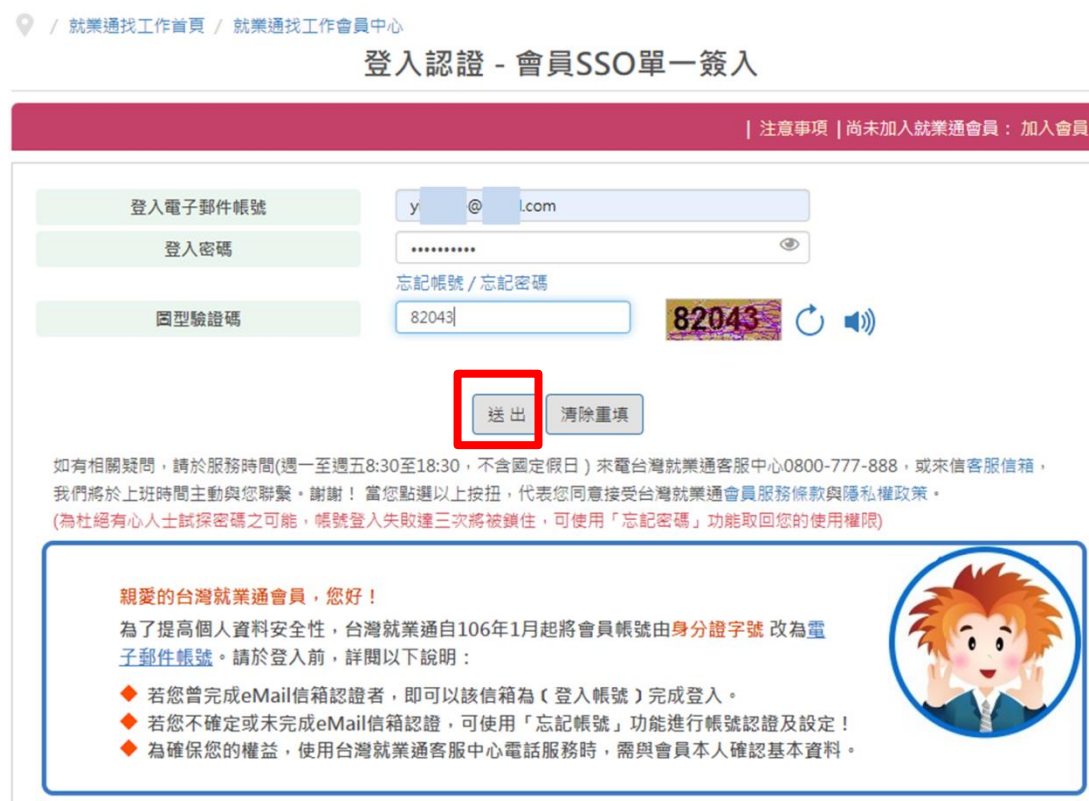 / 就業通找工作首頁 / 就業通找工作會員中心
登入認證 - 會員SSO單一簽入
| 注意事項 | 尚未加入就業通會員： 加入會員
登入電子郵件帳號 y @ l.com
登入密碼 ••••••••••
忘記帳號 / 忘記密碼
圖型驗證碼 82043 82043
送 出 清除重填
如有相關疑問，請於服務時間(週一至週五8:30至18:30，不含國定假日 ) 來電台灣就業通客服中心0800-777-888，或來信客服信箱，
我們將於上班時間主動與您聯繫。謝謝！ 當您點選以上按扭，代表您同意接受台灣就業通會員服務條款與隱私權政策。
(為杜絕有心人士試探密碼之可能，帳號登入失敗達三次將被鎖住，可使用「忘記密碼」功能取回您的使用權限)
親愛的台灣就業通會員，您好！
為了提高個人資料安全性，台灣就業通自106年1月起將會員帳號由身分證字號 改為電
子郵件帳號。請於登入前，詳閱以下說明：
◆ 若您曾完成eMail信箱認證者，即可以該信箱為 ( 登入帳號 ) 完成登入。
◆ 若您不確定或未完成eMail信箱認證，可使用「忘記帳號」功能進行帳號認證及設定！
◆ 為確保您的權益，使用台灣就業通客服中心電話服務時，需與會員本人確認基本資料。